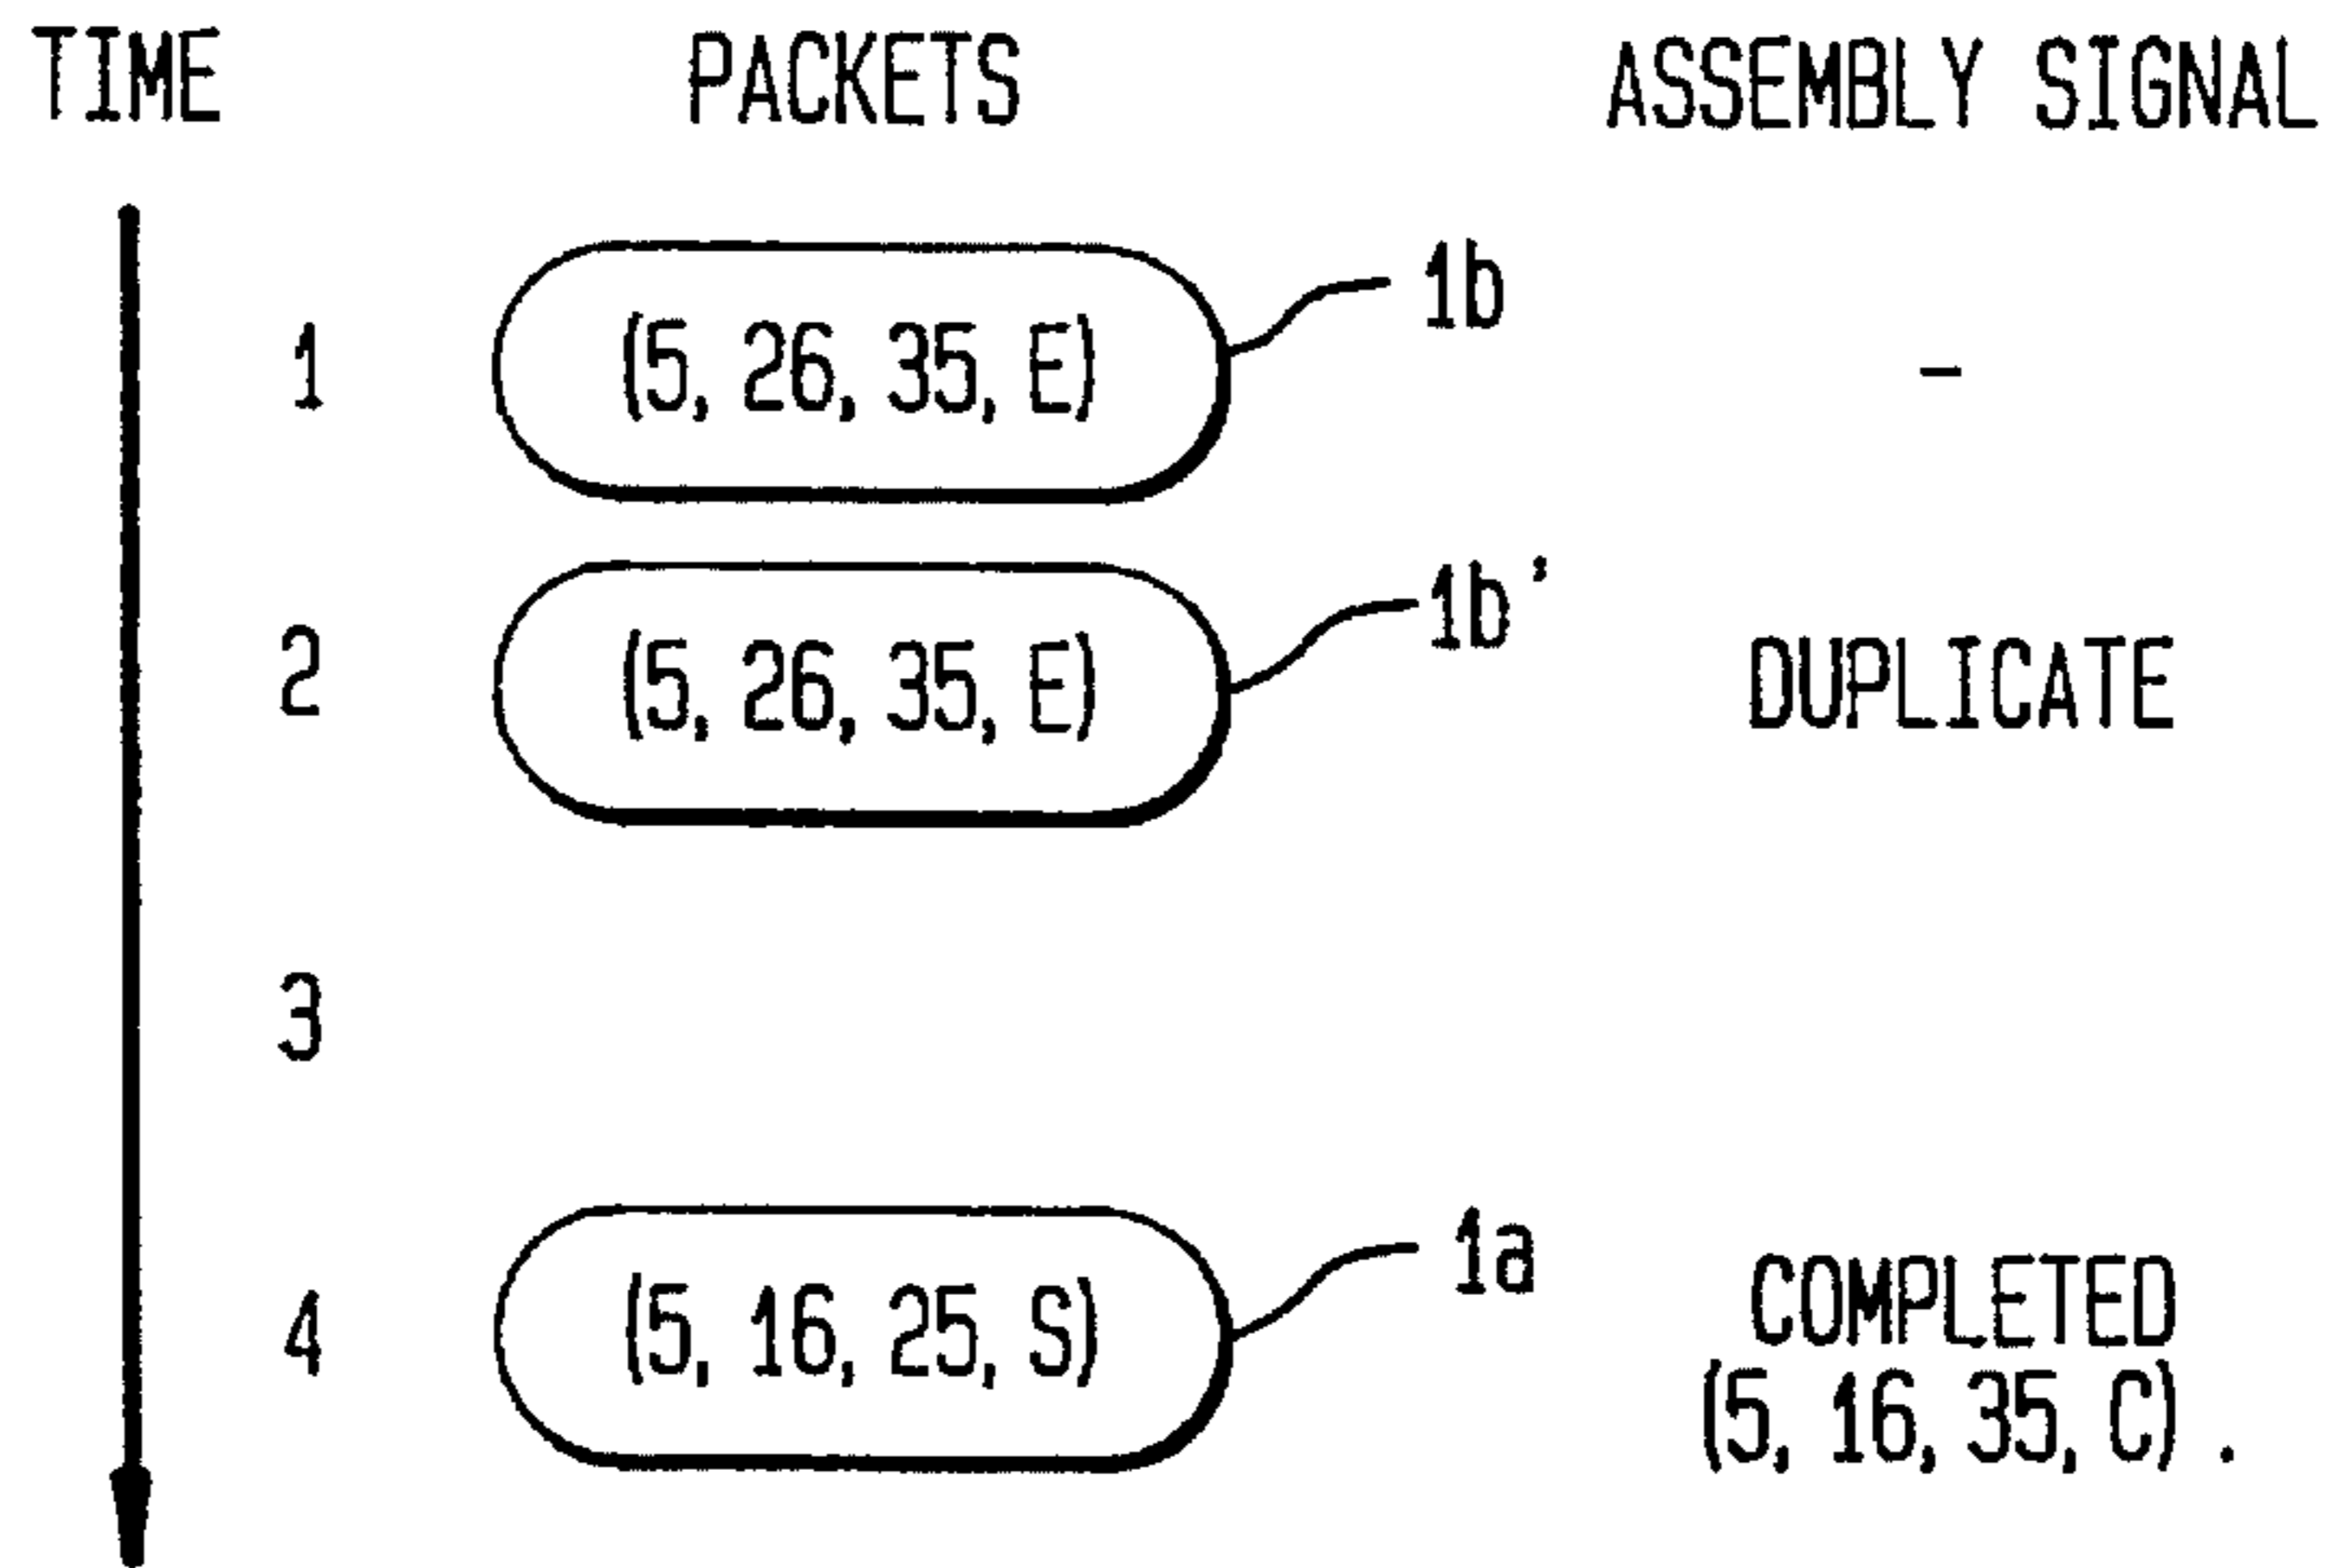 TIME PACKETS ASSEMBLY SIGNAL
1 (5, 26, 35, E) 1b -
2 (5, 26, 35, E) 1b' DUPLICATE
3
4 (5, 16, 25, S) 1a COMPLETED
(5, 16, 35, C) .